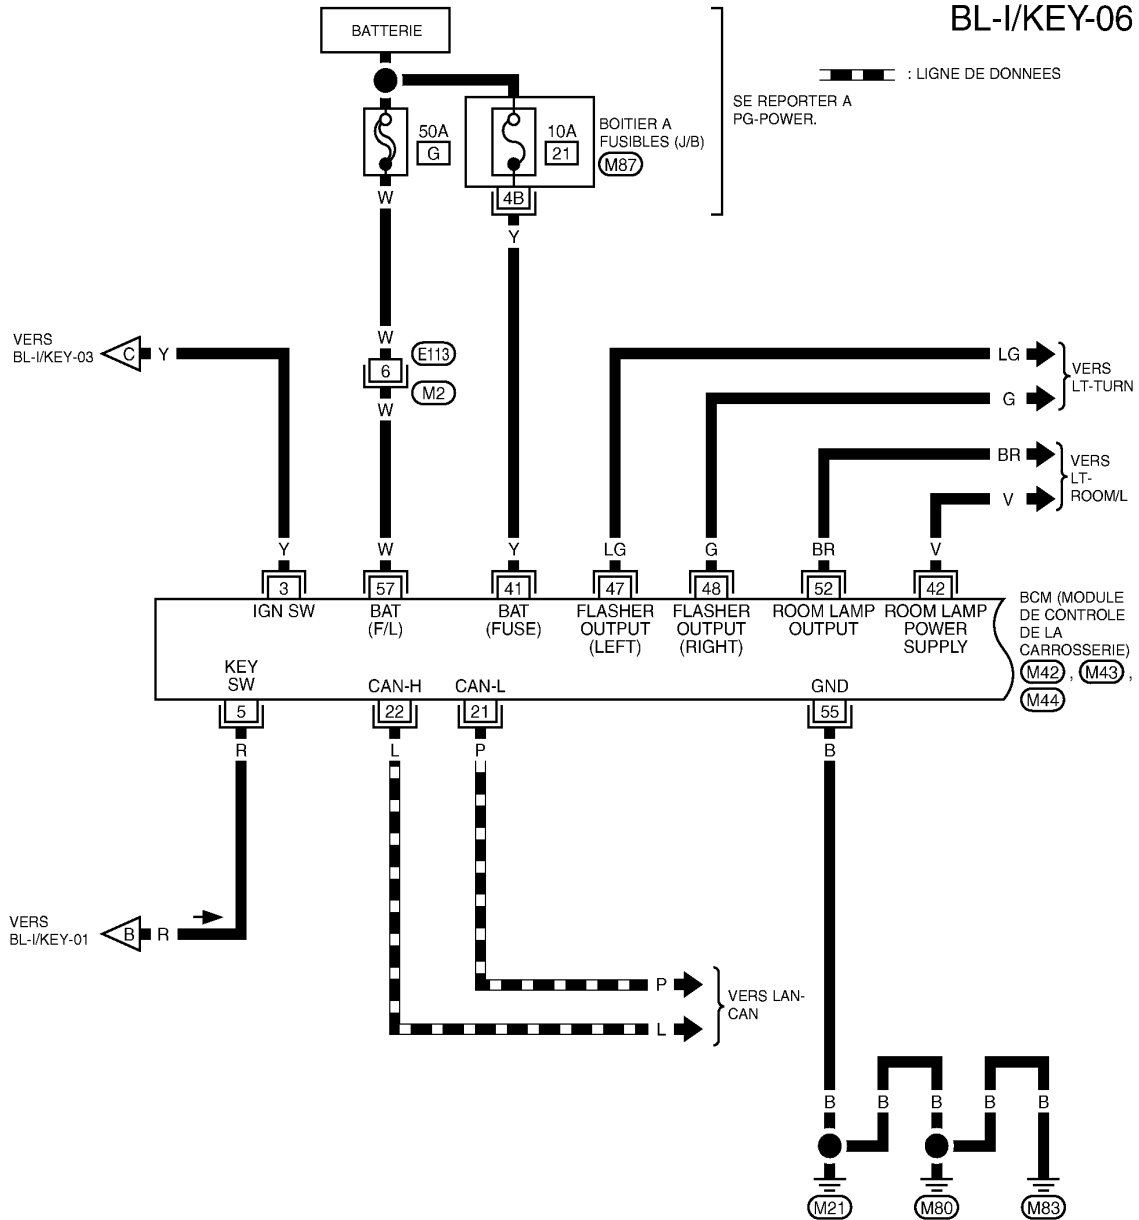 BL-I/KEY-06
BATTERIE
: LIGNE DE DONNEES
SE REPORTER A
PG-POWER.
50A
G
10A
21
BOITIER A
FUSIBLES (J/B)
M87
W
4B
Y
VERS
BL-I/KEY-03
C
Y
W
6
E113
M2
W
LG
G
VERS
LT-TURN
BR
V
VERS
LT-
ROOM/L
Y
W
Y
LG
G
BR
V
3
57
41
47
48
52
42
IGN SW
BAT
(F/L)
BAT
(FUSE)
FLASHER
OUTPUT
(LEFT)
FLASHER
OUTPUT
(RIGHT)
ROOM LAMP
OUTPUT
ROOM LAMP
POWER
SUPPLY
BCM (MODULE
DE CONTROLE
DE LA
CARROSSERIE)
M42 , M43 ,
M44
KEY
SW
CAN-H
CAN-L
GND
5
22
21
55
R
L
P
B
VERS
BL-I/KEY-01
B
R
P
L
VERS LAN-
CAN
B
B
B
B
B
M21
M80
M83